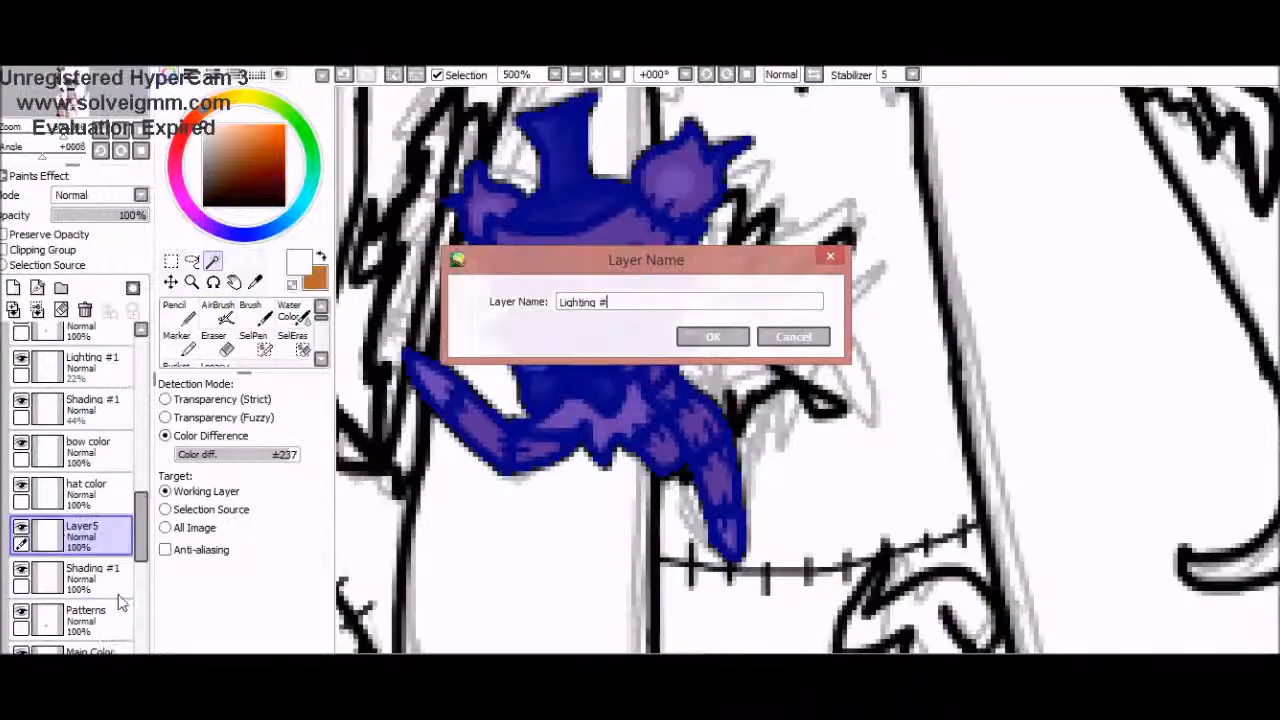 Unregistered HyperCam 3
www.solveigmm.com
Evaluation Expired
Selection
500%
+000°
Normal
Stabilizer
5
Zoom
Angle
+0008
Paints Effect
ode
Normal
pacity
100%
Preserve Opacity
Clipping Group
Selection Source
Normal
100%
Lighting #1
Normal
22%
Shading #1
Normal
44%
bow color
Normal
100%
hat color
Normal
100%
Layer5
Normal
100%
Shading #1
Normal
100%
Patterns
Normal
100%
Main Color
Pencil
AirBrush
Brush
Water Color
Marker
Eraser
SelPen
SelEras
Bucket
Legacy
Detection Mode:
Transparency (Strict)
Transparency (Fuzzy)
Color Difference
Color diff.
±237
Target:
Working Layer
Selection Source
All Image
Anti-aliasing
Layer Name
Layer Name:
Lighting #
OK
Cancel